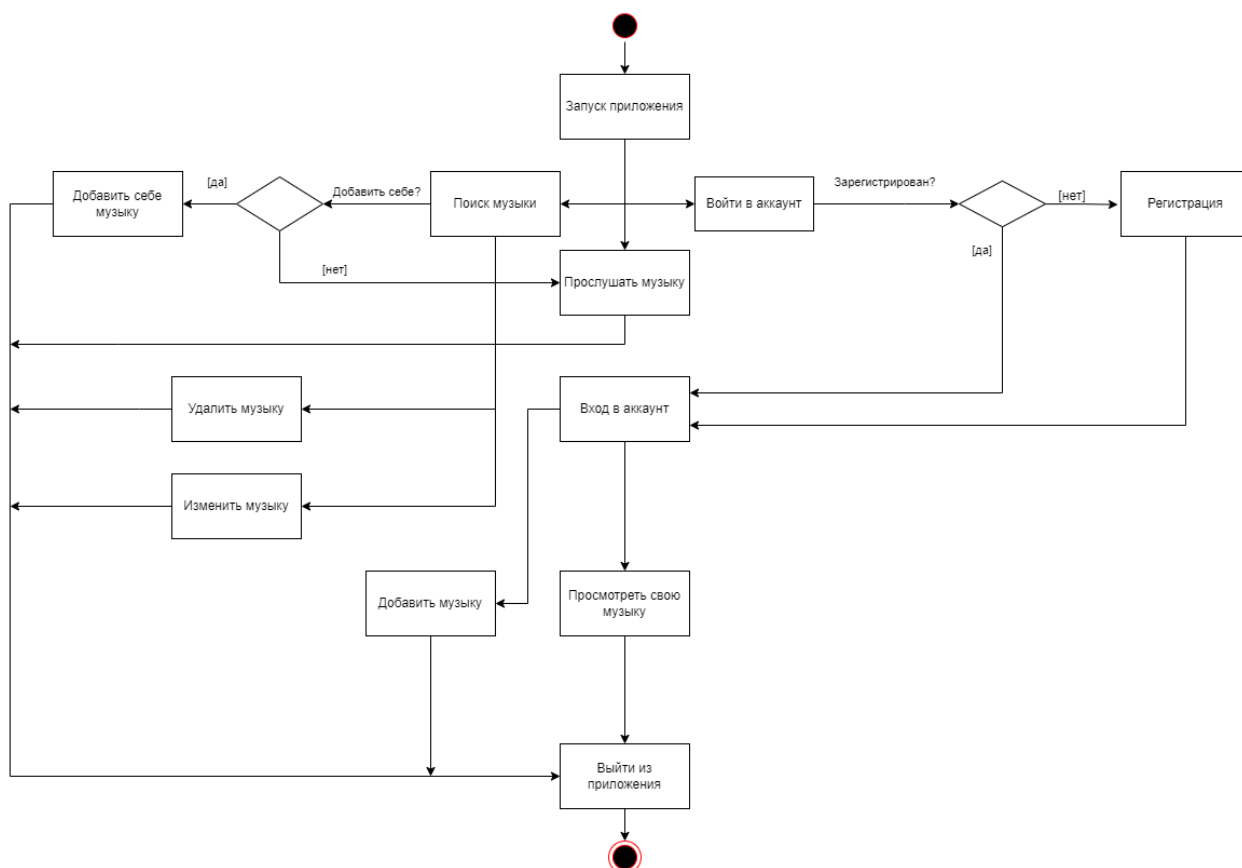 Запуск приложения
Добавить себе
музыку
[да]
Добавить себе?
Поиск музыки
Войти в аккаунт
Зарегистрирован?
[нет]
Регистрация
[да]
[нет]
Прослушать музыку
Удалить музыку
Вход в аккаунт
Изменить музыку
Добавить музыку
Просмотреть свою
музыку
Выйти из
приложения